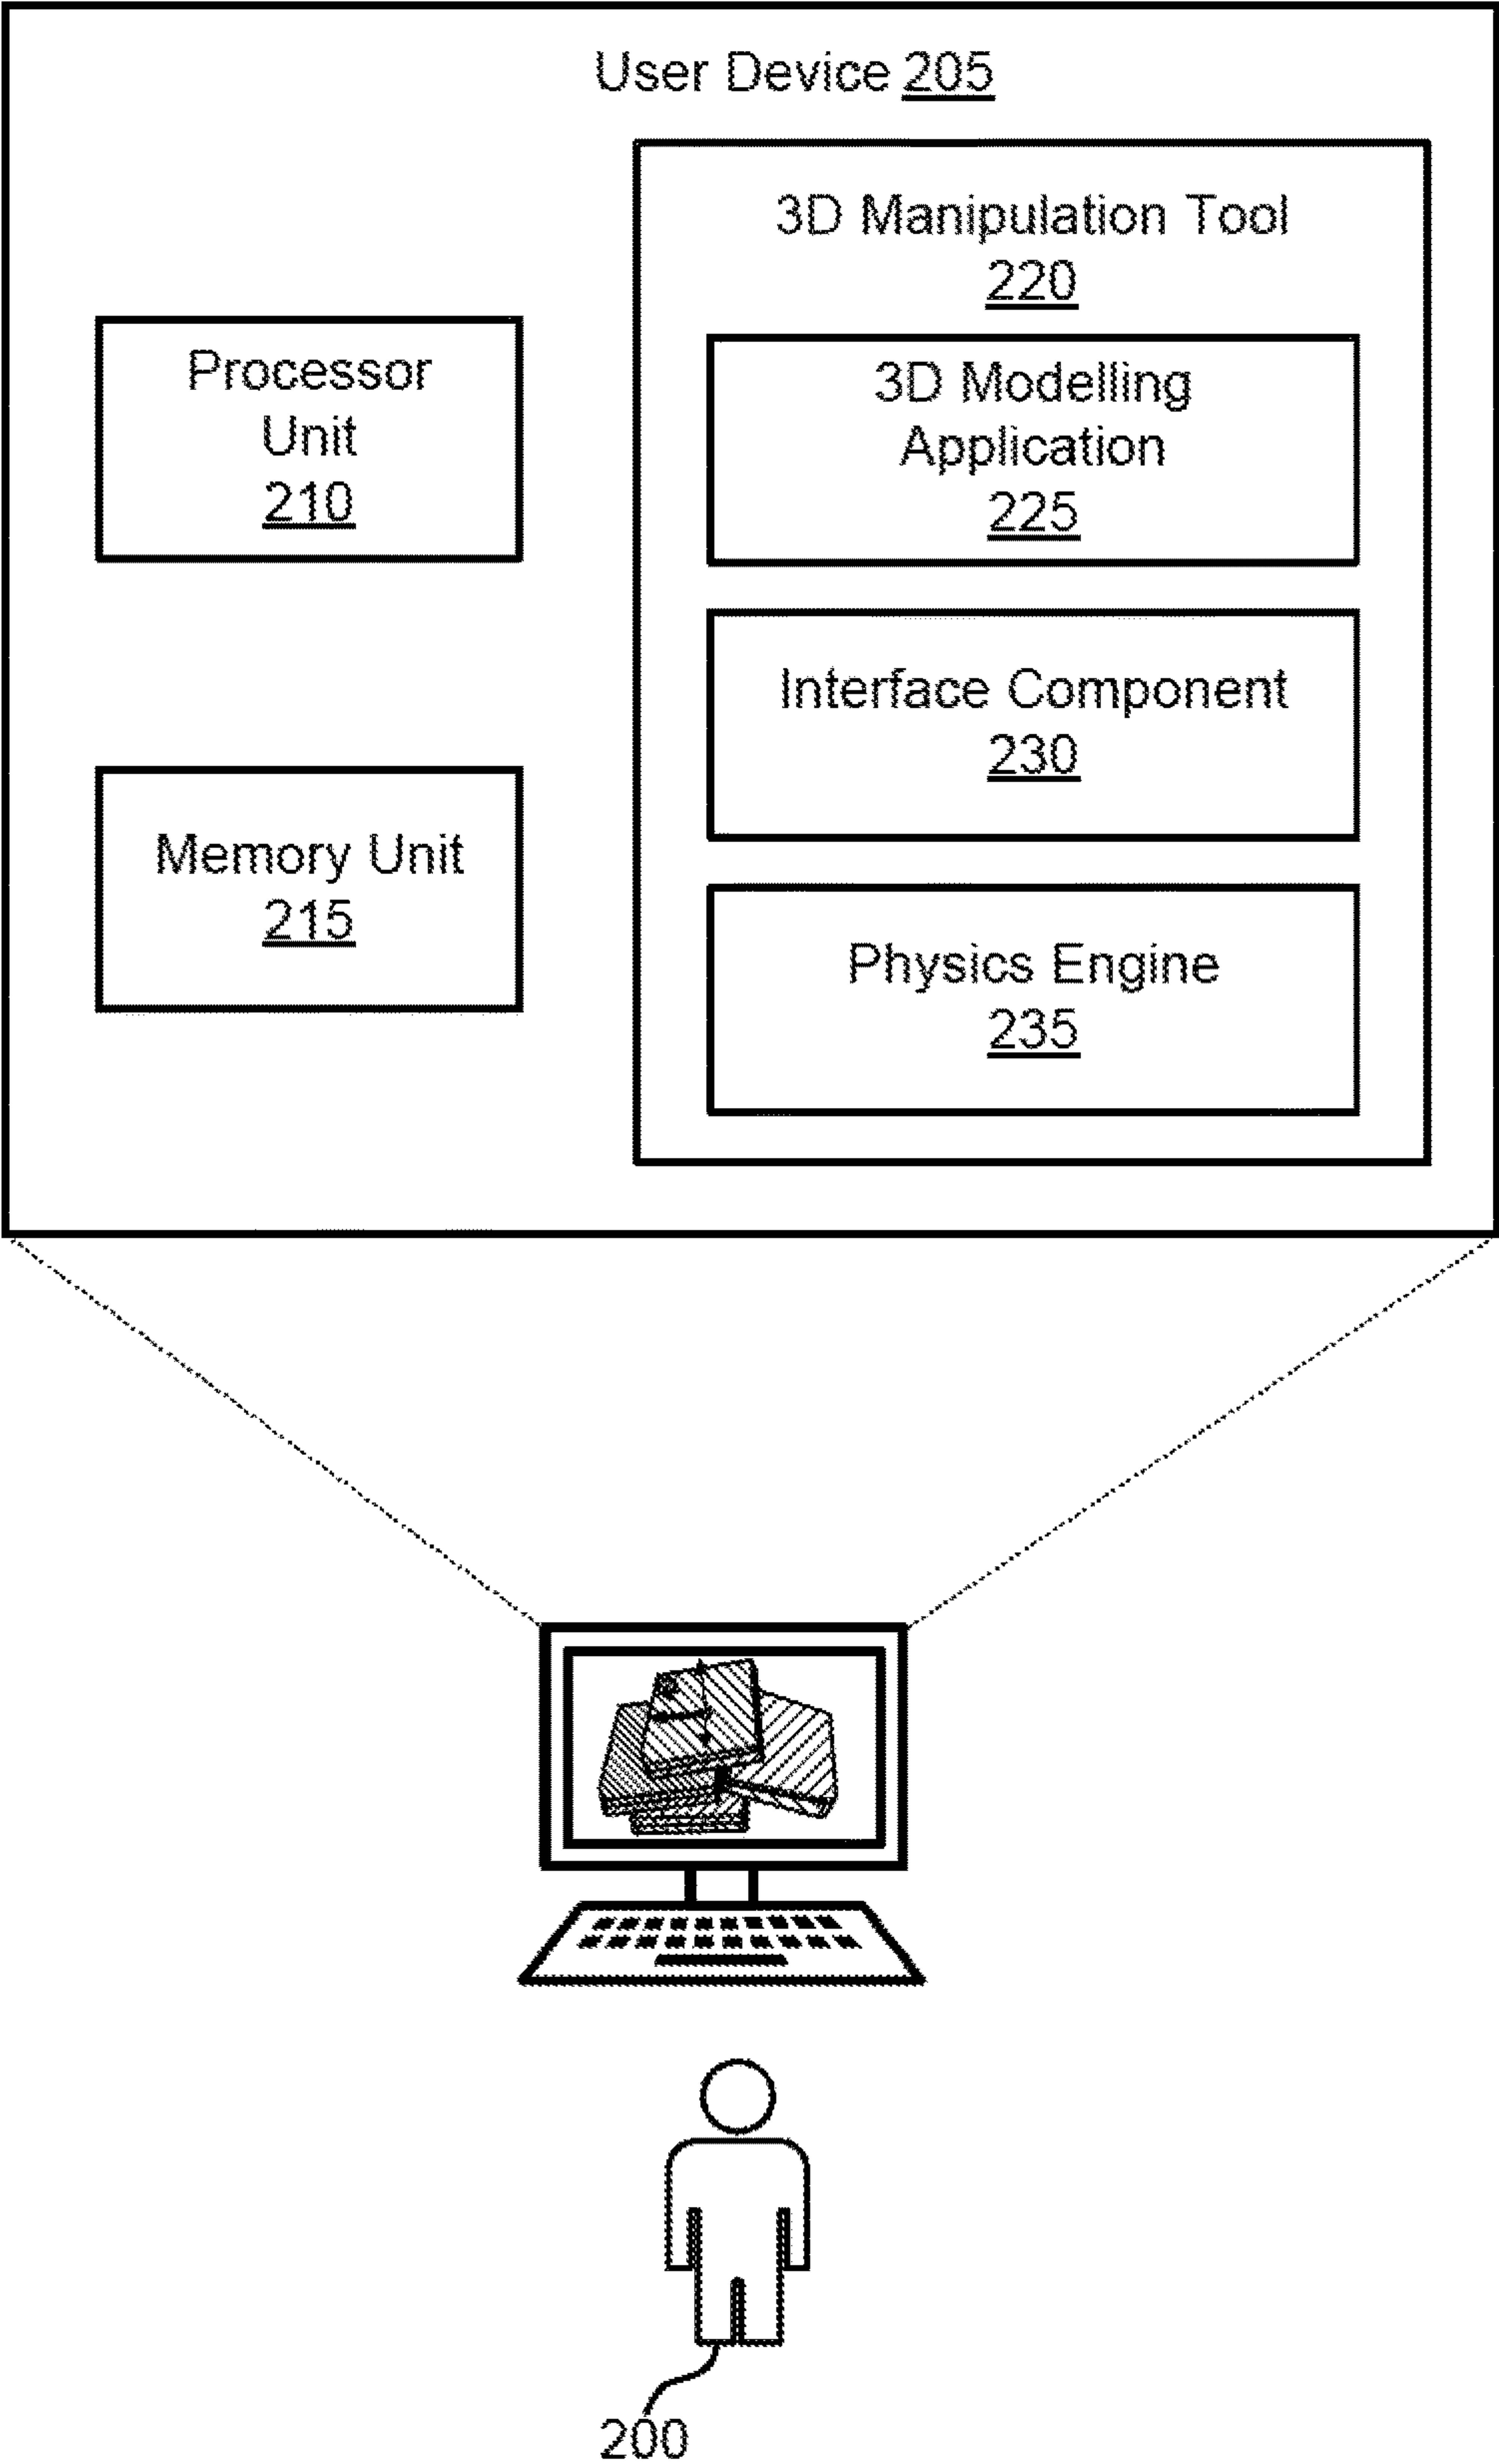 User Device 205
3D Manipulation Tool
220
Processor
Unit
210
3D Modelling
Application
225
Interface Component
230
Memory Unit
215
Physics Engine
235
200